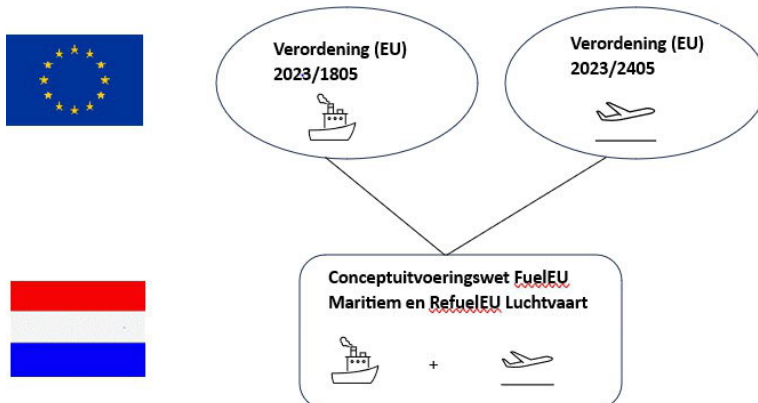 Verordening (EU)
2023/1805
Verordening (EU)
2023/2405
Conceptuitvoeringswet FuelEU
Maritiem en RefuelEU Luchtvaart
+